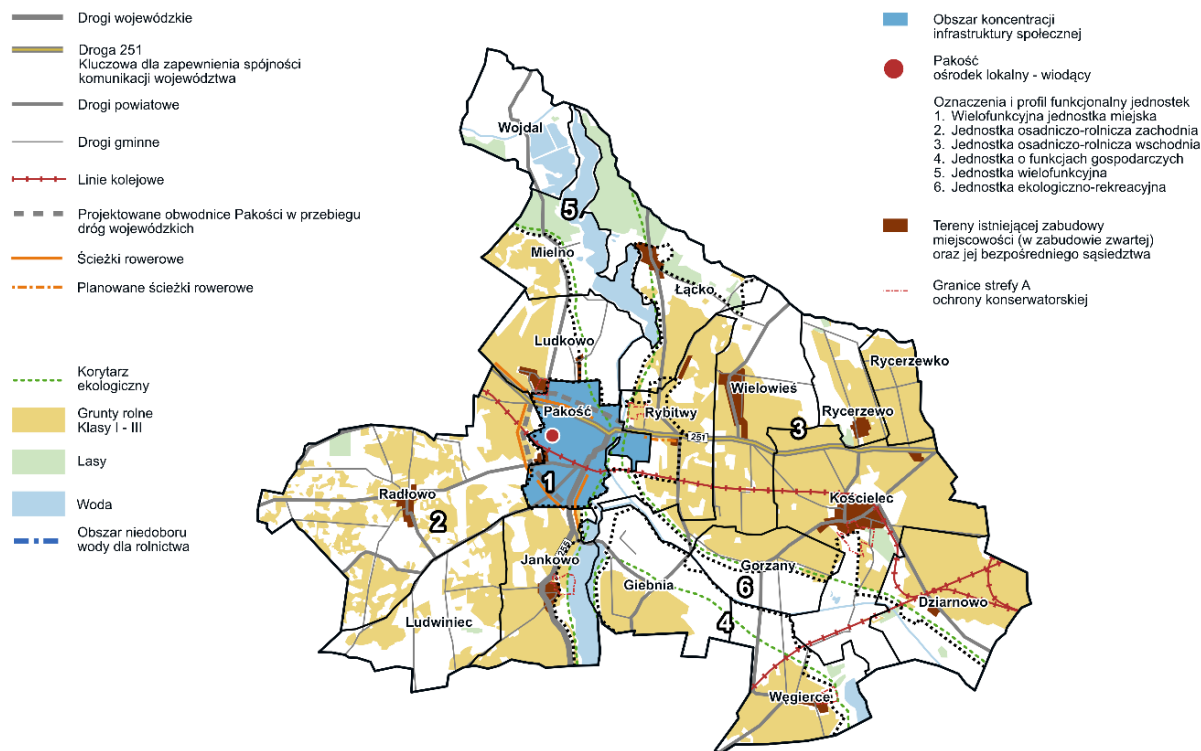 Drogi wojewódzkie
Droga 251
Kluczowa dla zapewnienia spójności
komunikacji województwa
Drogi powiatowe
Drogi gminne
Linie kolejowe
Projektowane obwodnice Pakości w przebiegu
dróg wojewódzkich
Ścieżki rowerowe
Planowane ścieżki rowerowe
Korytarz
ekologiczny
Grunty rolne
Klasy I - III
Lasy
Woda
Obszar niedoboru
wody dla rolnictwa
Obszar koncentracji
infrastruktury społecznej
Pakość
ośrodek lokalny - wiodący
Oznaczenia i profil funkcjonalny jednostek
1. Wielofunkcyjna jednostka miejska
2. Jednostka osadniczo-rolnicza zachodnia
3. Jednostka osadniczo-rolnicza wschodnia
4. Jednostka o funkcjach gospodarczych
5. Jednostka wielofunkcyjna
6. Jednostka ekologiczno-rekreacyjna
Tereny istniejącej zabudowy
miejscowości (w zabudowie zwartej)
oraz jej bezpośredniego sąsiedztwa
Granice strefy A
ochrony konserwatorskiej
Wojdal
5
Mielno
Łącko
Ludkowo
Rycerzewko
Wielowieś
Pakość
Rybitwy
Rycerzewo
3
251
1
Radłowo
2
Kościelec
255
Jankowo
Gorzany
Giebnia
6
Dziarnowo
Ludwiniec
4
Węgierce